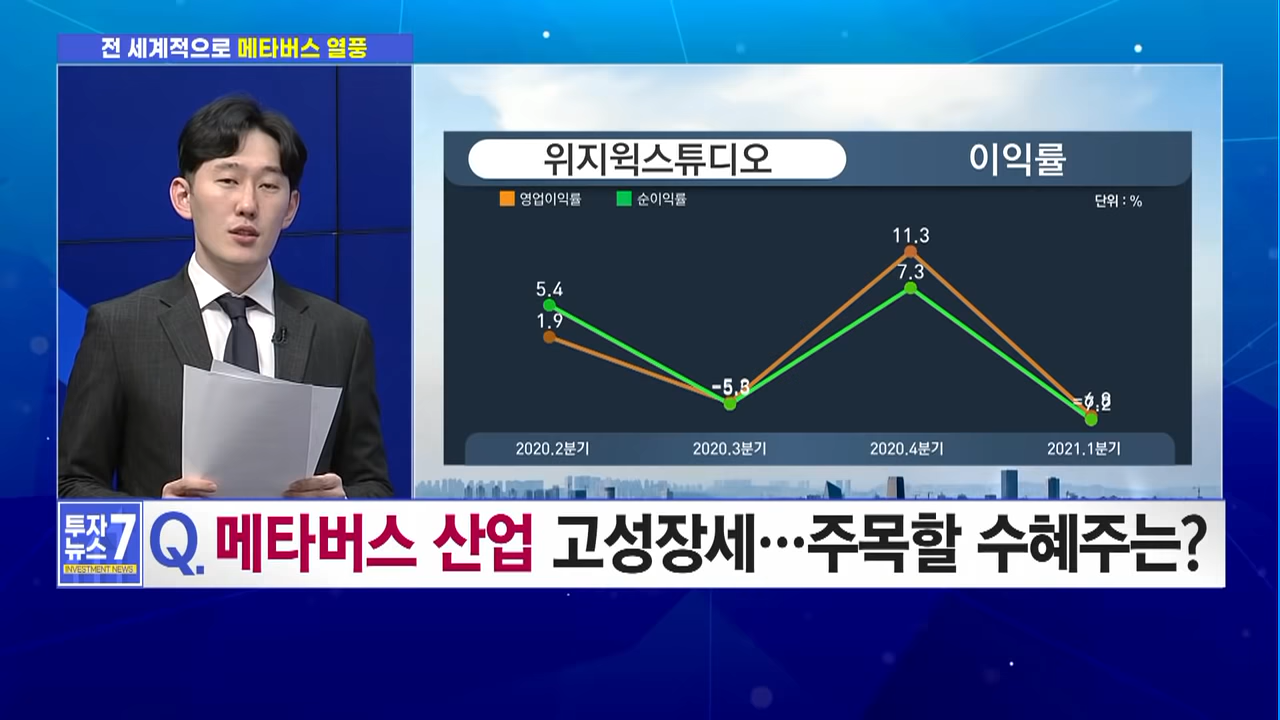 전 세계적으로 메타버스 열풍
위지윅스튜디오
이익률
영업이익률
순이익률
단위 : %
11.3
7.3
5.4
1.9
2020.2분기
2020.3분기
2020.4분기
2021.1분기
투자
뉴스 7
INVESTMENT NEWS
Q. 메타버스 산업 고성장세…주목할 수혜주는?